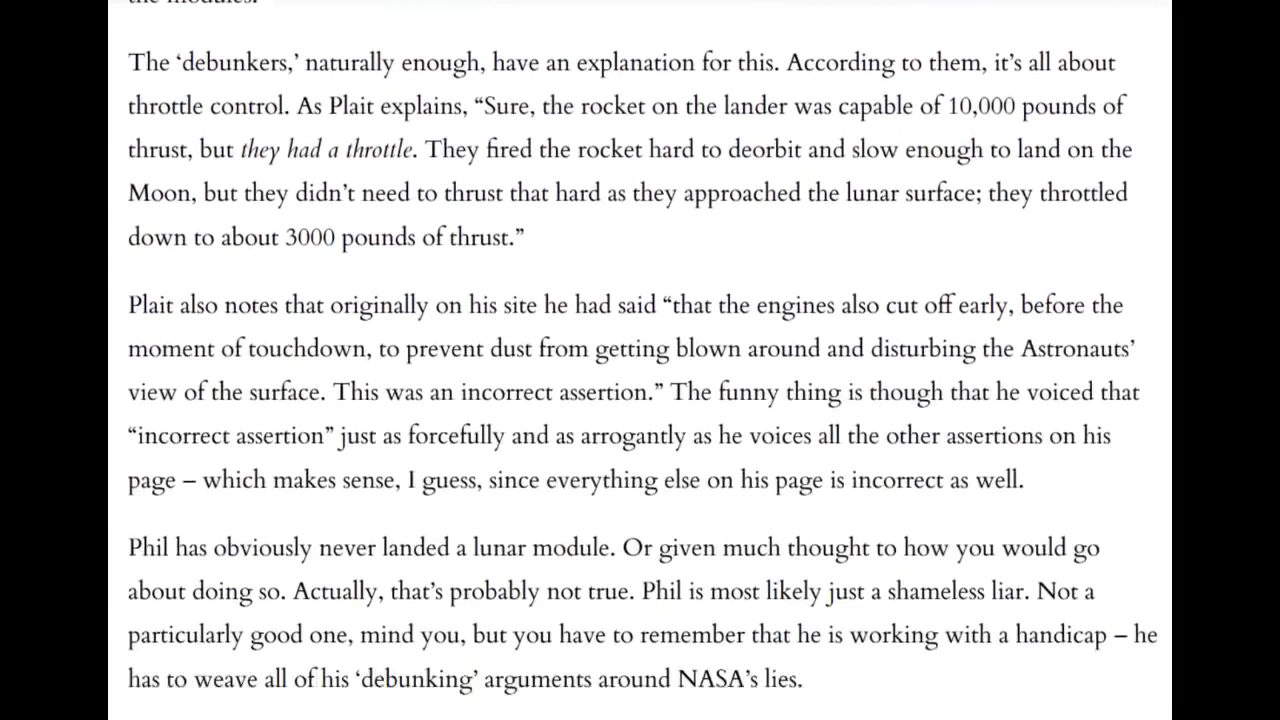 The ‘debunkers,’ naturally enough, have an explanation for this. According to them, it’s all about
throttle control. As Plait explains, “Sure, the rocket on the lander was capable of 10,000 pounds of
thrust, but they had a throttle. They fired the rocket hard to deorbit and slow enough to land on the
Moon, but they didn’t need to thrust that hard as they approached the lunar surface; they throttled
down to about 3000 pounds of thrust.”
Plait also notes that originally on his site he had said “that the engines also cut off early, before the
moment of touchdown, to prevent dust from getting blown around and disturbing the Astronauts’
view of the surface. This was an incorrect assertion.” The funny thing is though that he voiced that
“incorrect assertion” just as forcefully and as arrogantly as he voices all the other assertions on his
page – which makes sense, I guess, since everything else on his page is incorrect as well.
Phil has obviously never landed a lunar module. Or given much thought to how you would go
about doing so. Actually, that’s probably not true. Phil is most likely just a shameless liar. Not a
particularly good one, mind you, but you have to remember that he is working with a handicap – he
has to weave all of his ‘debunking’ arguments around NASA’s lies.